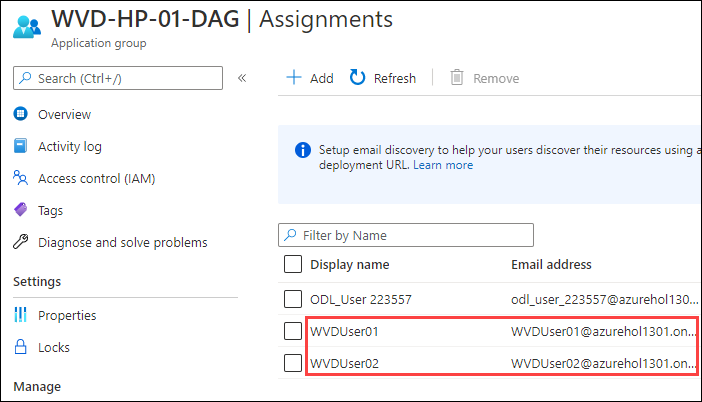 WVD-HP-01-DAG | Assignments
Application group
Search (Ctrl+/)
«
Add
Refresh
Remove
Overview
Activity log
Access control (IAM)
Tags
Diagnose and solve problems
Settings
Properties
Locks
Manage
Setup email discovery to help your users discover their resources using a
deployment URL. Learn more
Filter by Name
Display name Email address
ODL_User 223557 odl_user_223557@azurehol130...
WVDUser01 WVDUser01@azurehol1301.on...
WVDUser02 WVDUser02@azurehol1301.on...